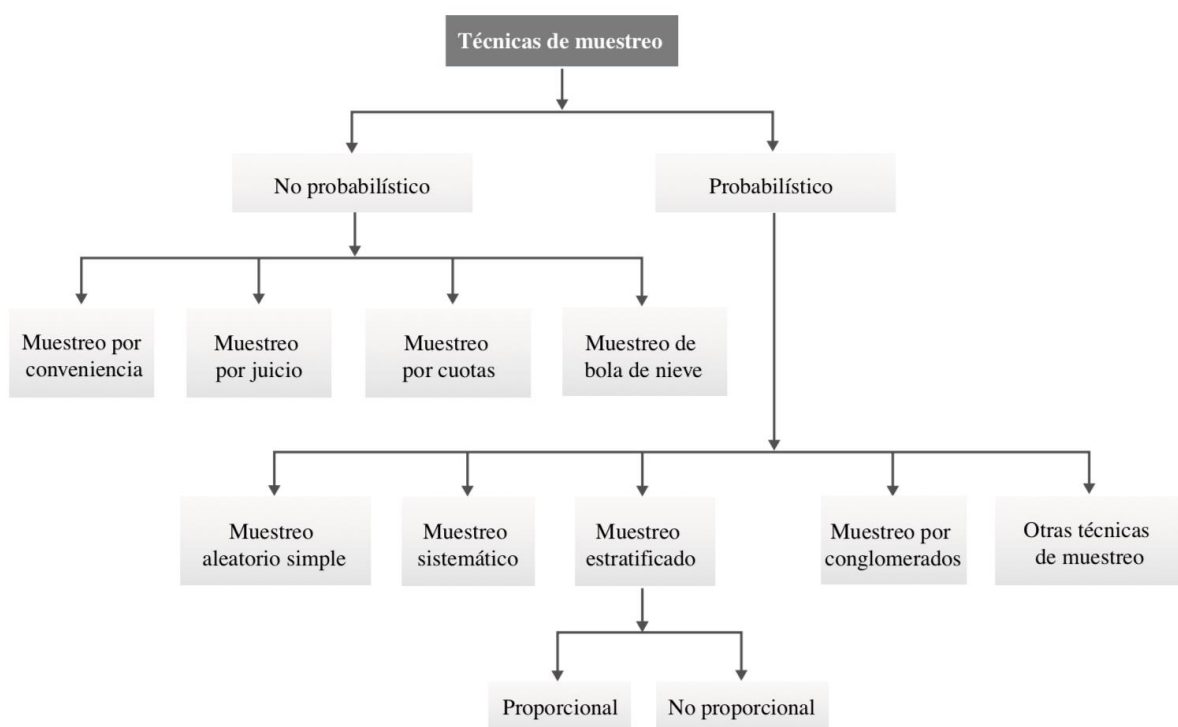 Técnicas de muestreo
No probabilístico
Probabilístico
Muestreo por
conveniencia
Muestreo
por juicio
Muestreo
por cuotas
Muestreo de
bola de nieve
Muestreo
aleatorio simple
Muestreo
sistemático
Muestreo
estratificado
Muestreo por
conglomerados
Otras técnicas
de muestreo
Proporcional
No proporcional